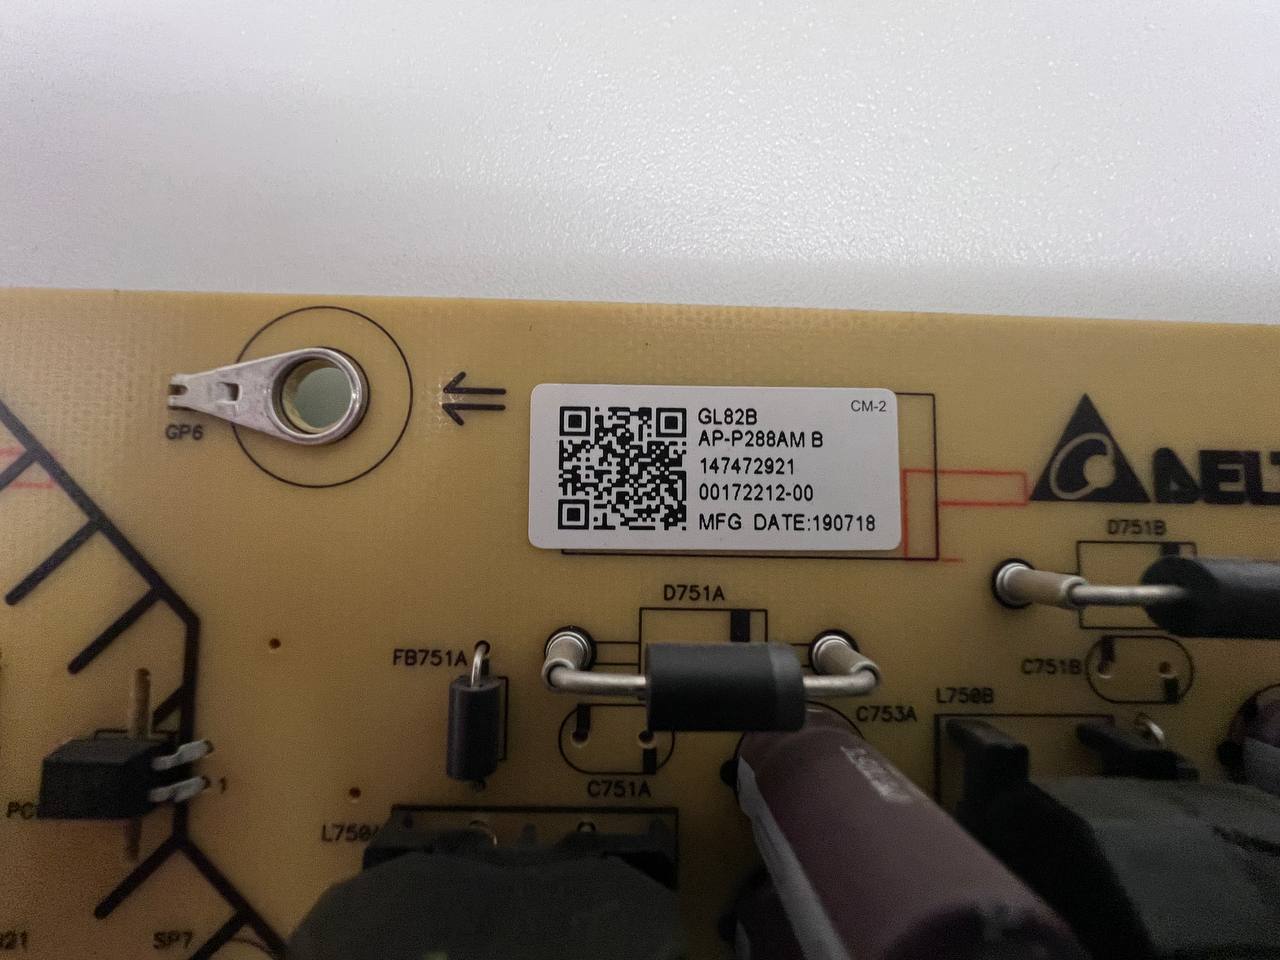 GP6
CM-2
GL82B
AP-P288AM B
147472921
00172212-00
MFG DATE:190718
D751B
D751A
FB751A
C751B
L750B
C753A
C751A
1
SP7